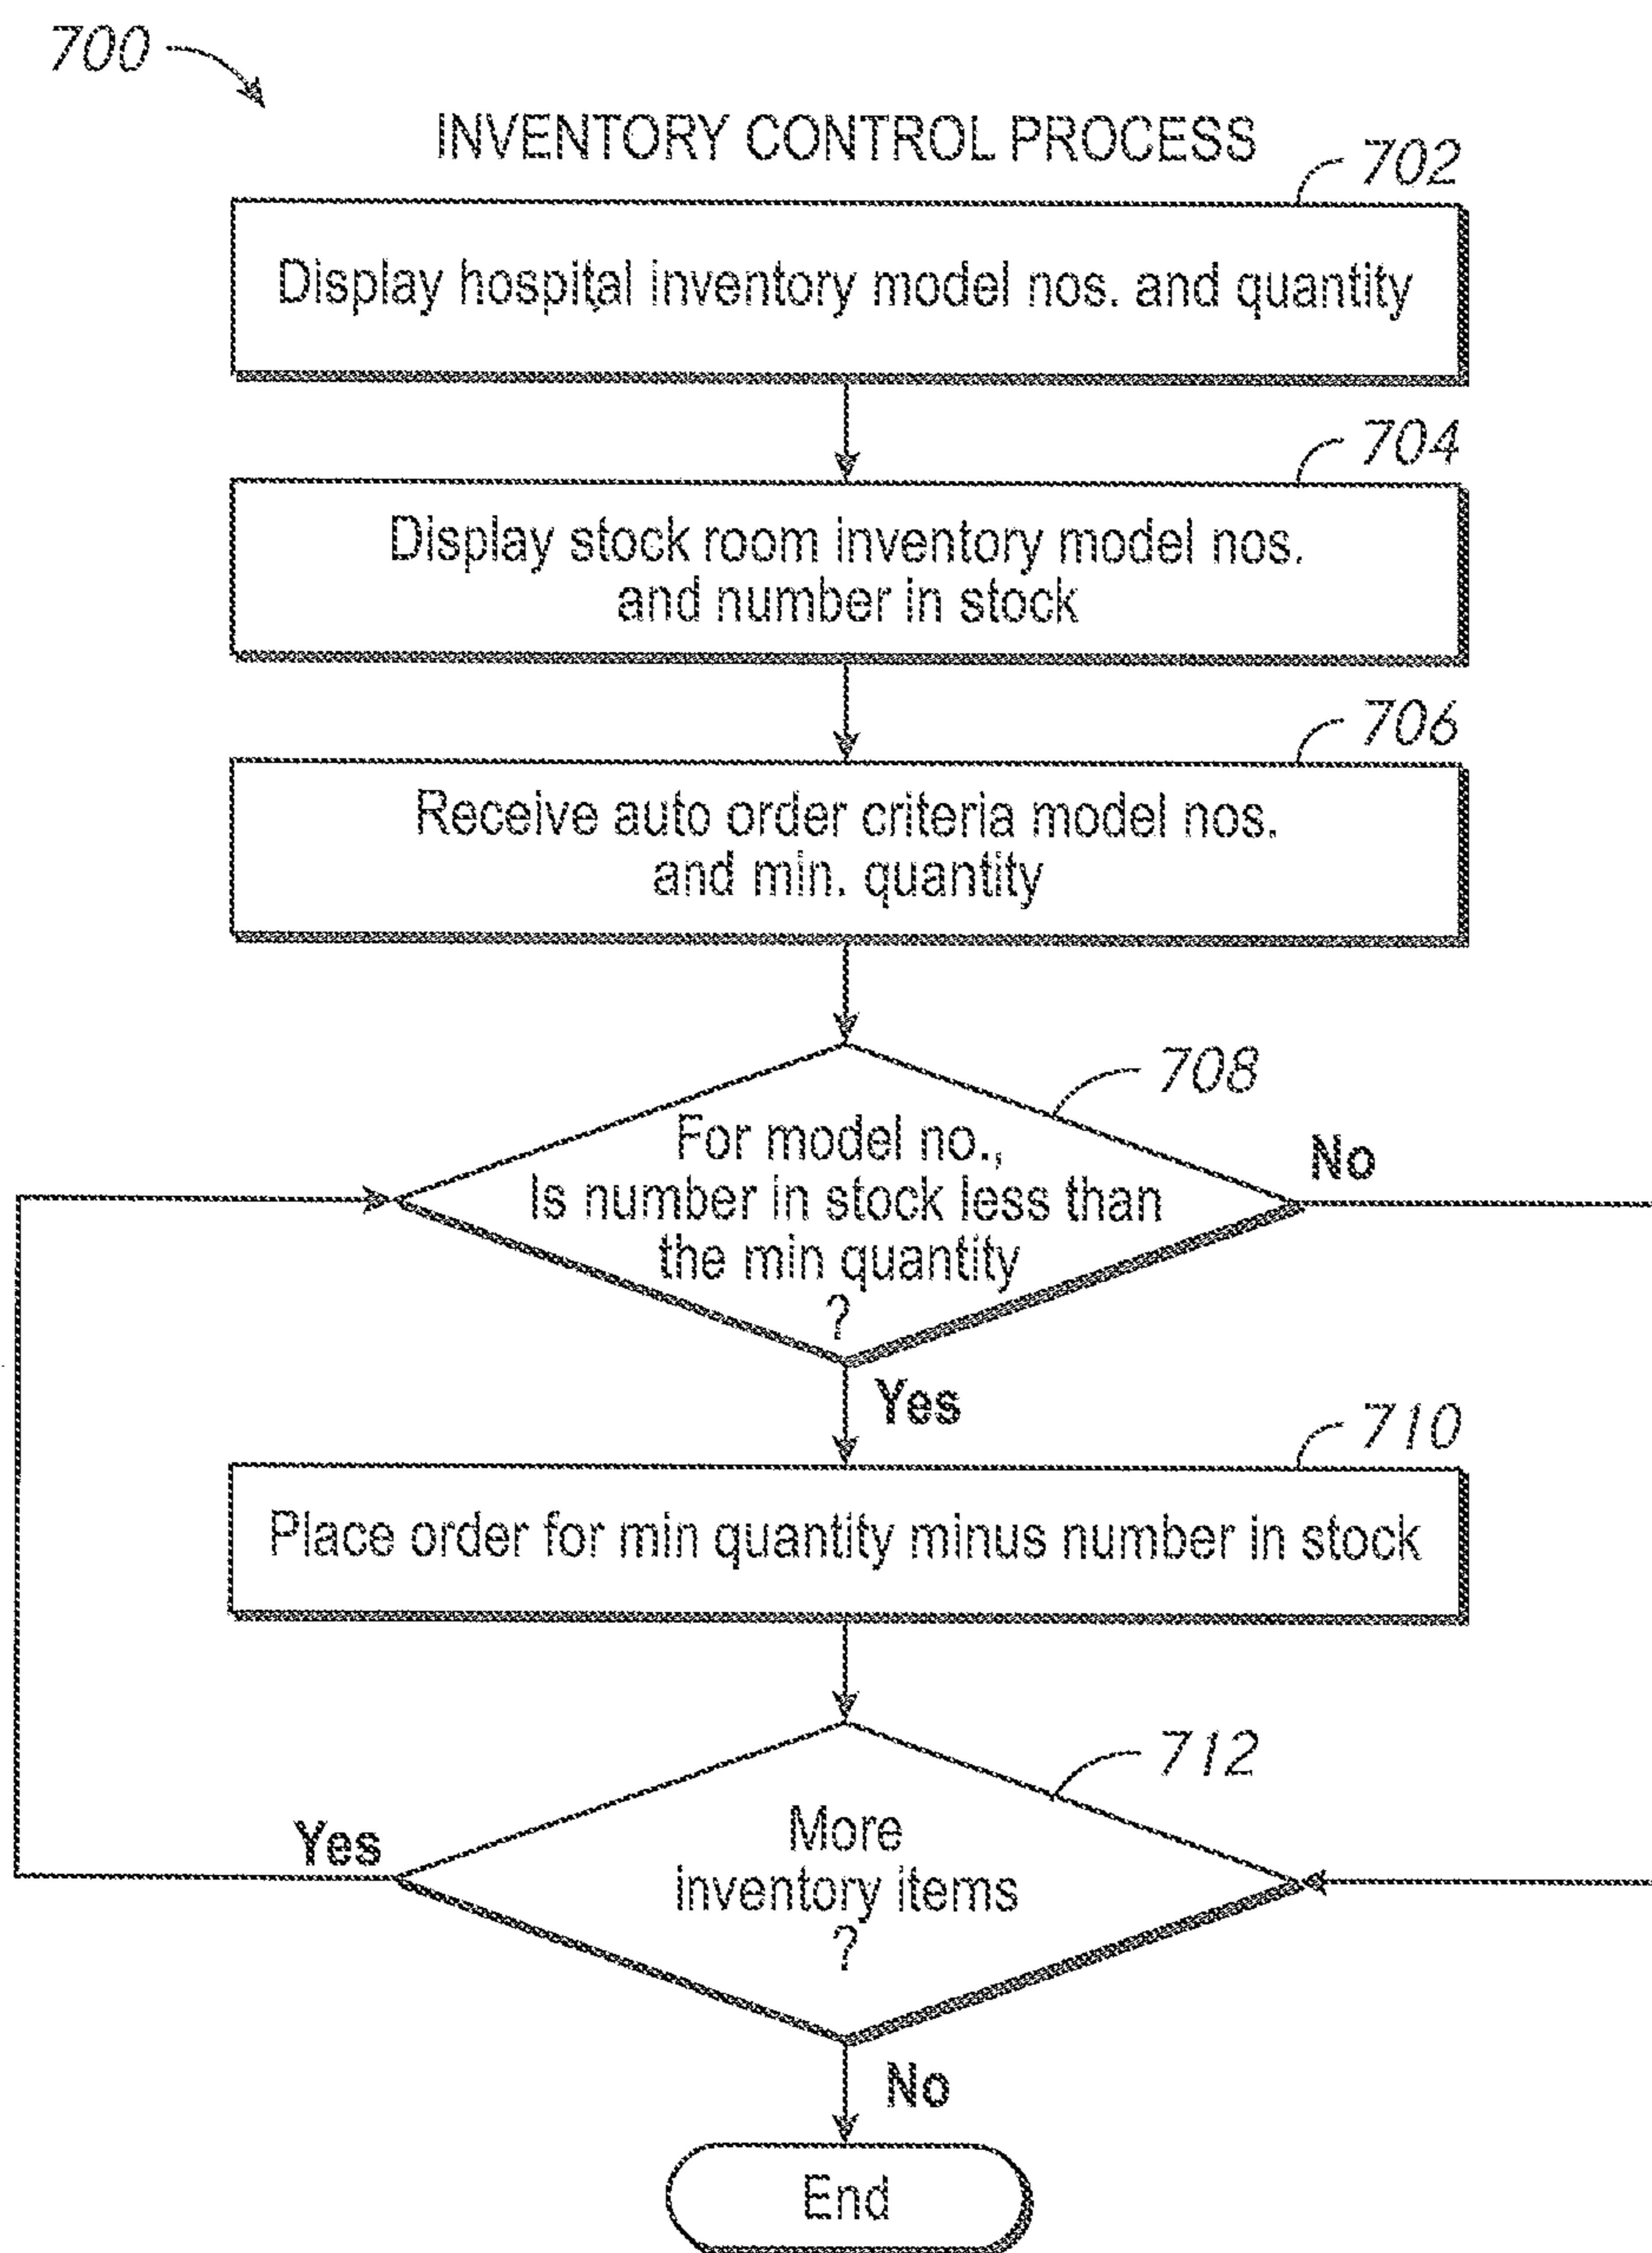 700
INVENTORY CONTROL PROCESS
702
Display hospital inventory model nos. and quantity
704
Display stock room inventory model nos.
and number in stock
706
Receive auto order criteria model nos.
and min. quantity
708
For model no.,
Is number in stock less than
the min quantity
?
No
Yes
710
Place order for min quantity minus number in stock
712
More
inventory items
?
Yes
No
End